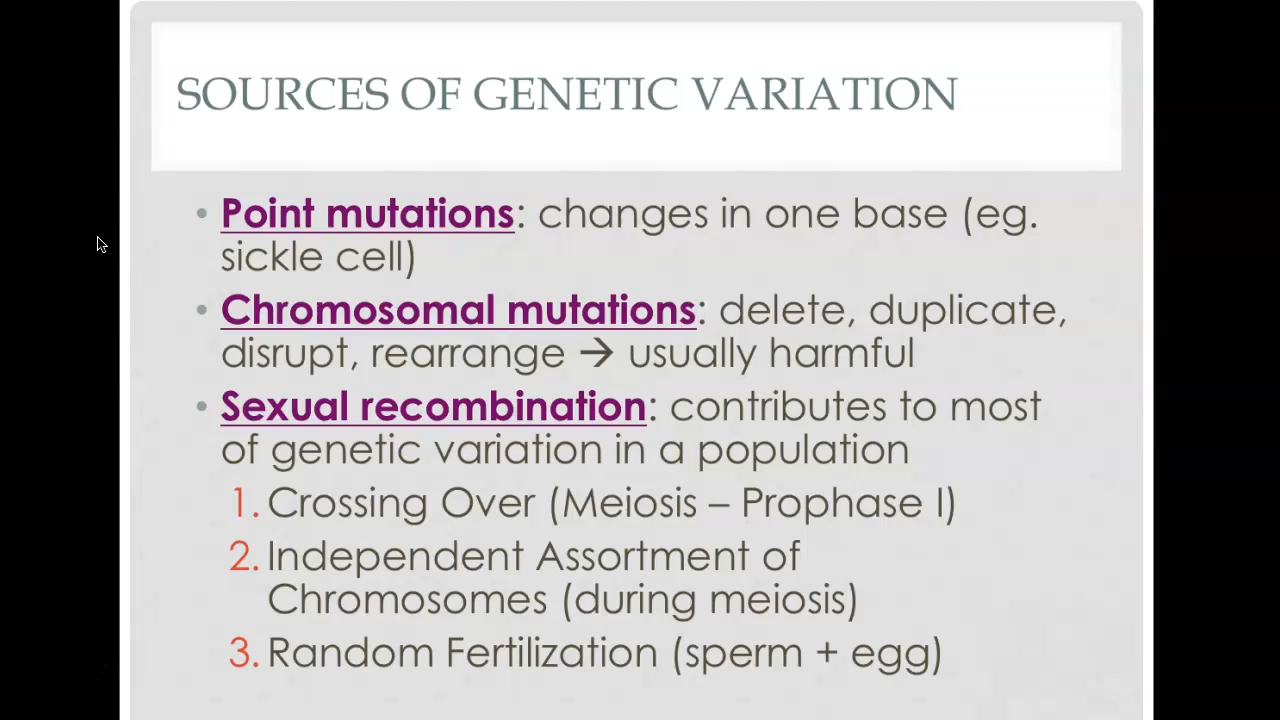 SOURCES OF GENETIC VARIATION
• Point mutations: changes in one base (eg.
sickle cell)
• Chromosomal mutations: delete, duplicate,
disrupt, rearrange → usually harmful
• Sexual recombination: contributes to most
of genetic variation in a population
1. Crossing Over (Meiosis – Prophase I)
2. Independent Assortment of
Chromosomes (during meiosis)
3. Random Fertilization (sperm + egg)